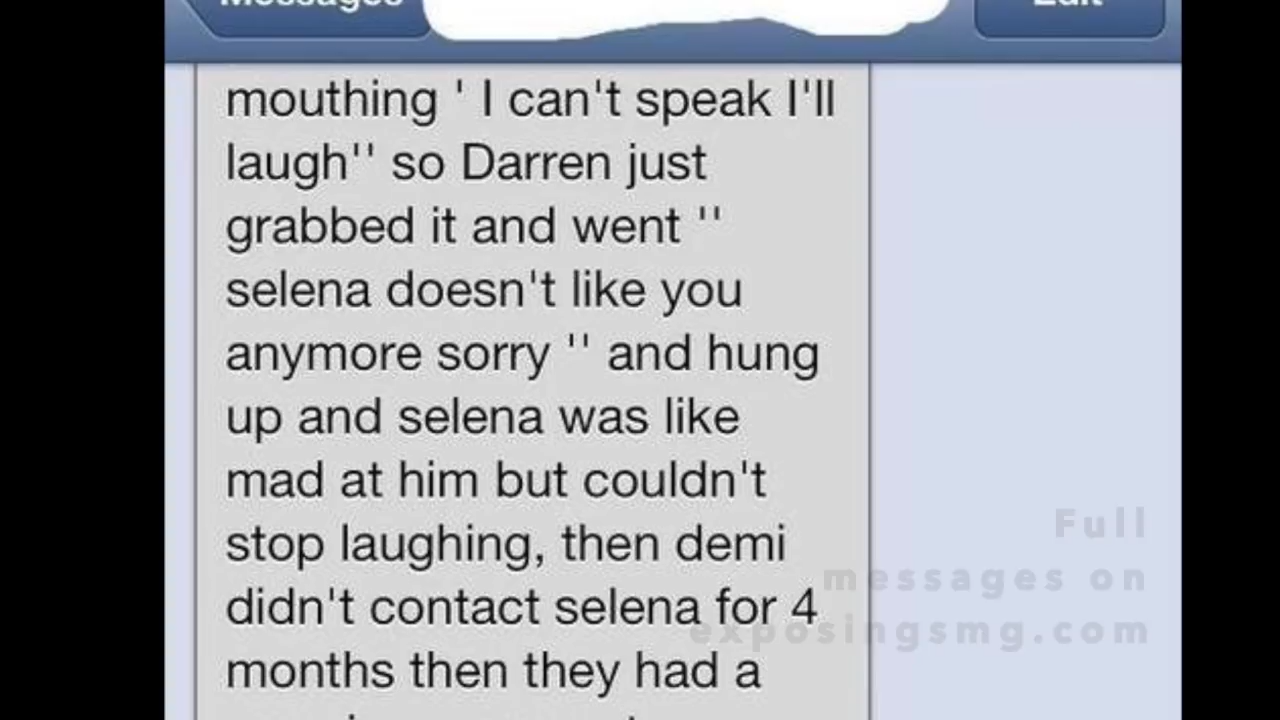 Messages
Edit
mouthing ' I can't speak I'll
laugh'' so Darren just
grabbed it and went ''
selena doesn't like you
anymore sorry '' and hung
up and selena was like
mad at him but couldn't
stop laughing, then demi
didn't contact selena for 4
months then they had a
Full
messages on
exposingsmg.com